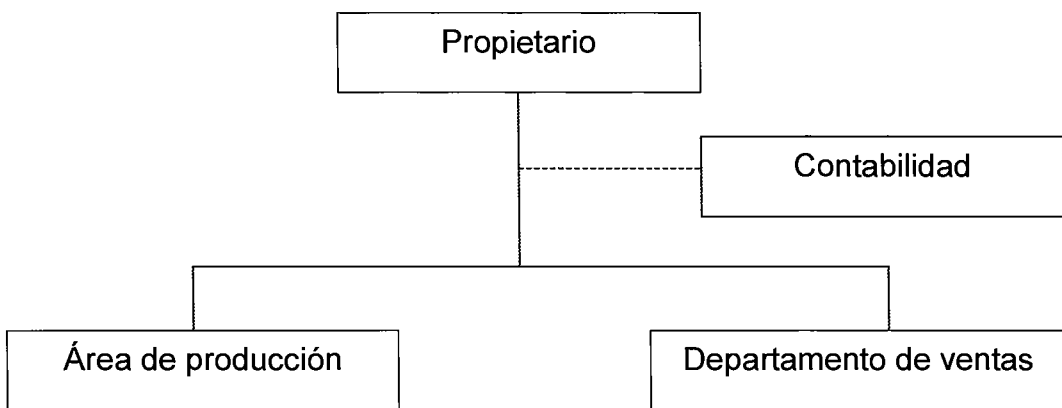 Propietario
Contabilidad
Área de producción
Departamento de ventas